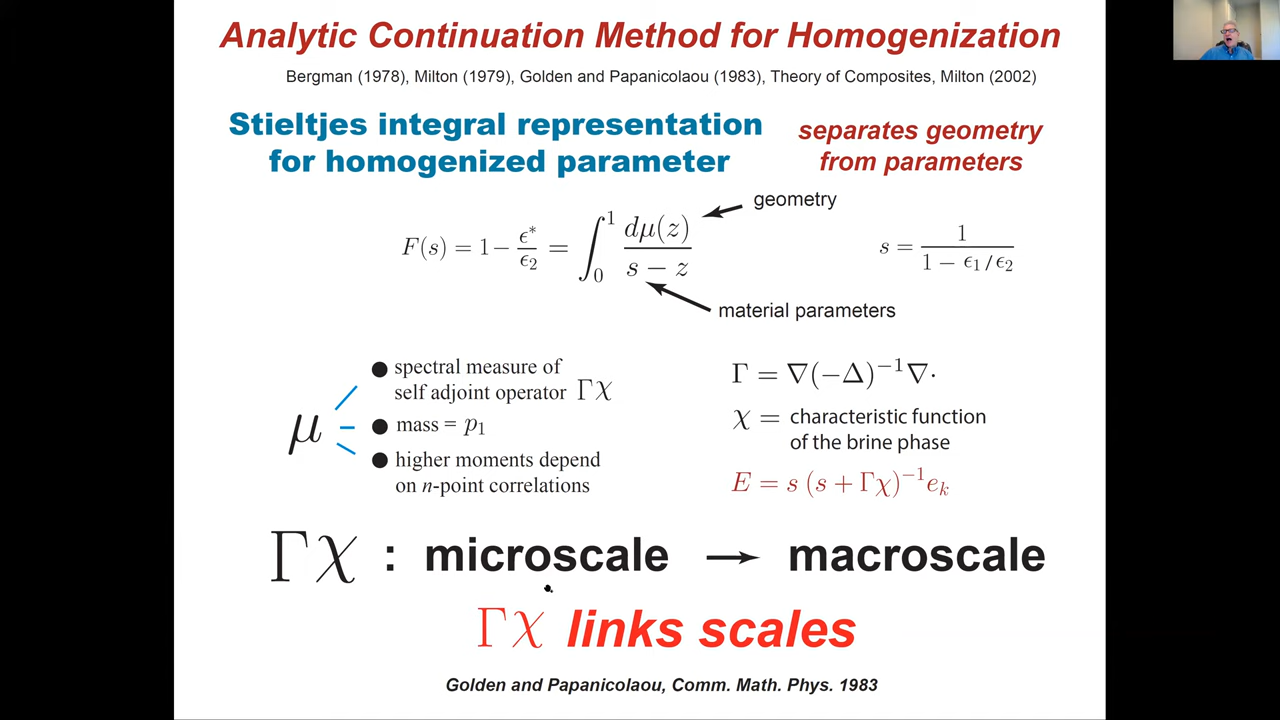 Analytic Continuation Method for Homogenization
Bergman (1978), Milton (1979), Golden and Papanicolaou (1983), Theory of Composites, Milton (2002)
Stieltjes integral representation
for homogenized parameter
separates geometry
from parameters
geometry
F(s) = 1 − ϵ*/ϵ₂ = ∫₀¹ dμ(z)/(s − z)
s = 1/(1 − ϵ₁/ϵ₂)
material parameters
μ
● spectral measure of
self adjoint operator Γχ
● mass = p₁
● higher moments depend
on n-point correlations
Γ = ∇(−Δ)⁻¹∇·
χ = characteristic function
of the brine phase
E = s (s + Γχ)⁻¹eₖ
Γχ : microscale → macroscale
Γχ links scales
Golden and Papanicolaou, Comm. Math. Phys. 1983